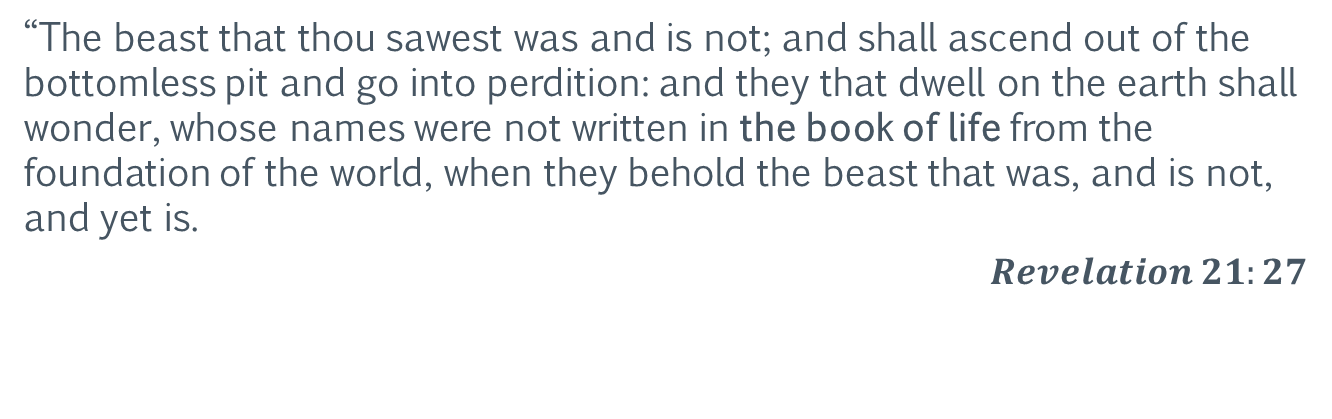 “The beast that thou sawest was and is not; and shall ascend out of the
bottomless pit and go into perdition: and they that dwell on the earth shall
wonder, whose names were not written in the book of life from the
foundation of the world, when they behold the beast that was, and is not,
and yet is.
Revelation 21:27